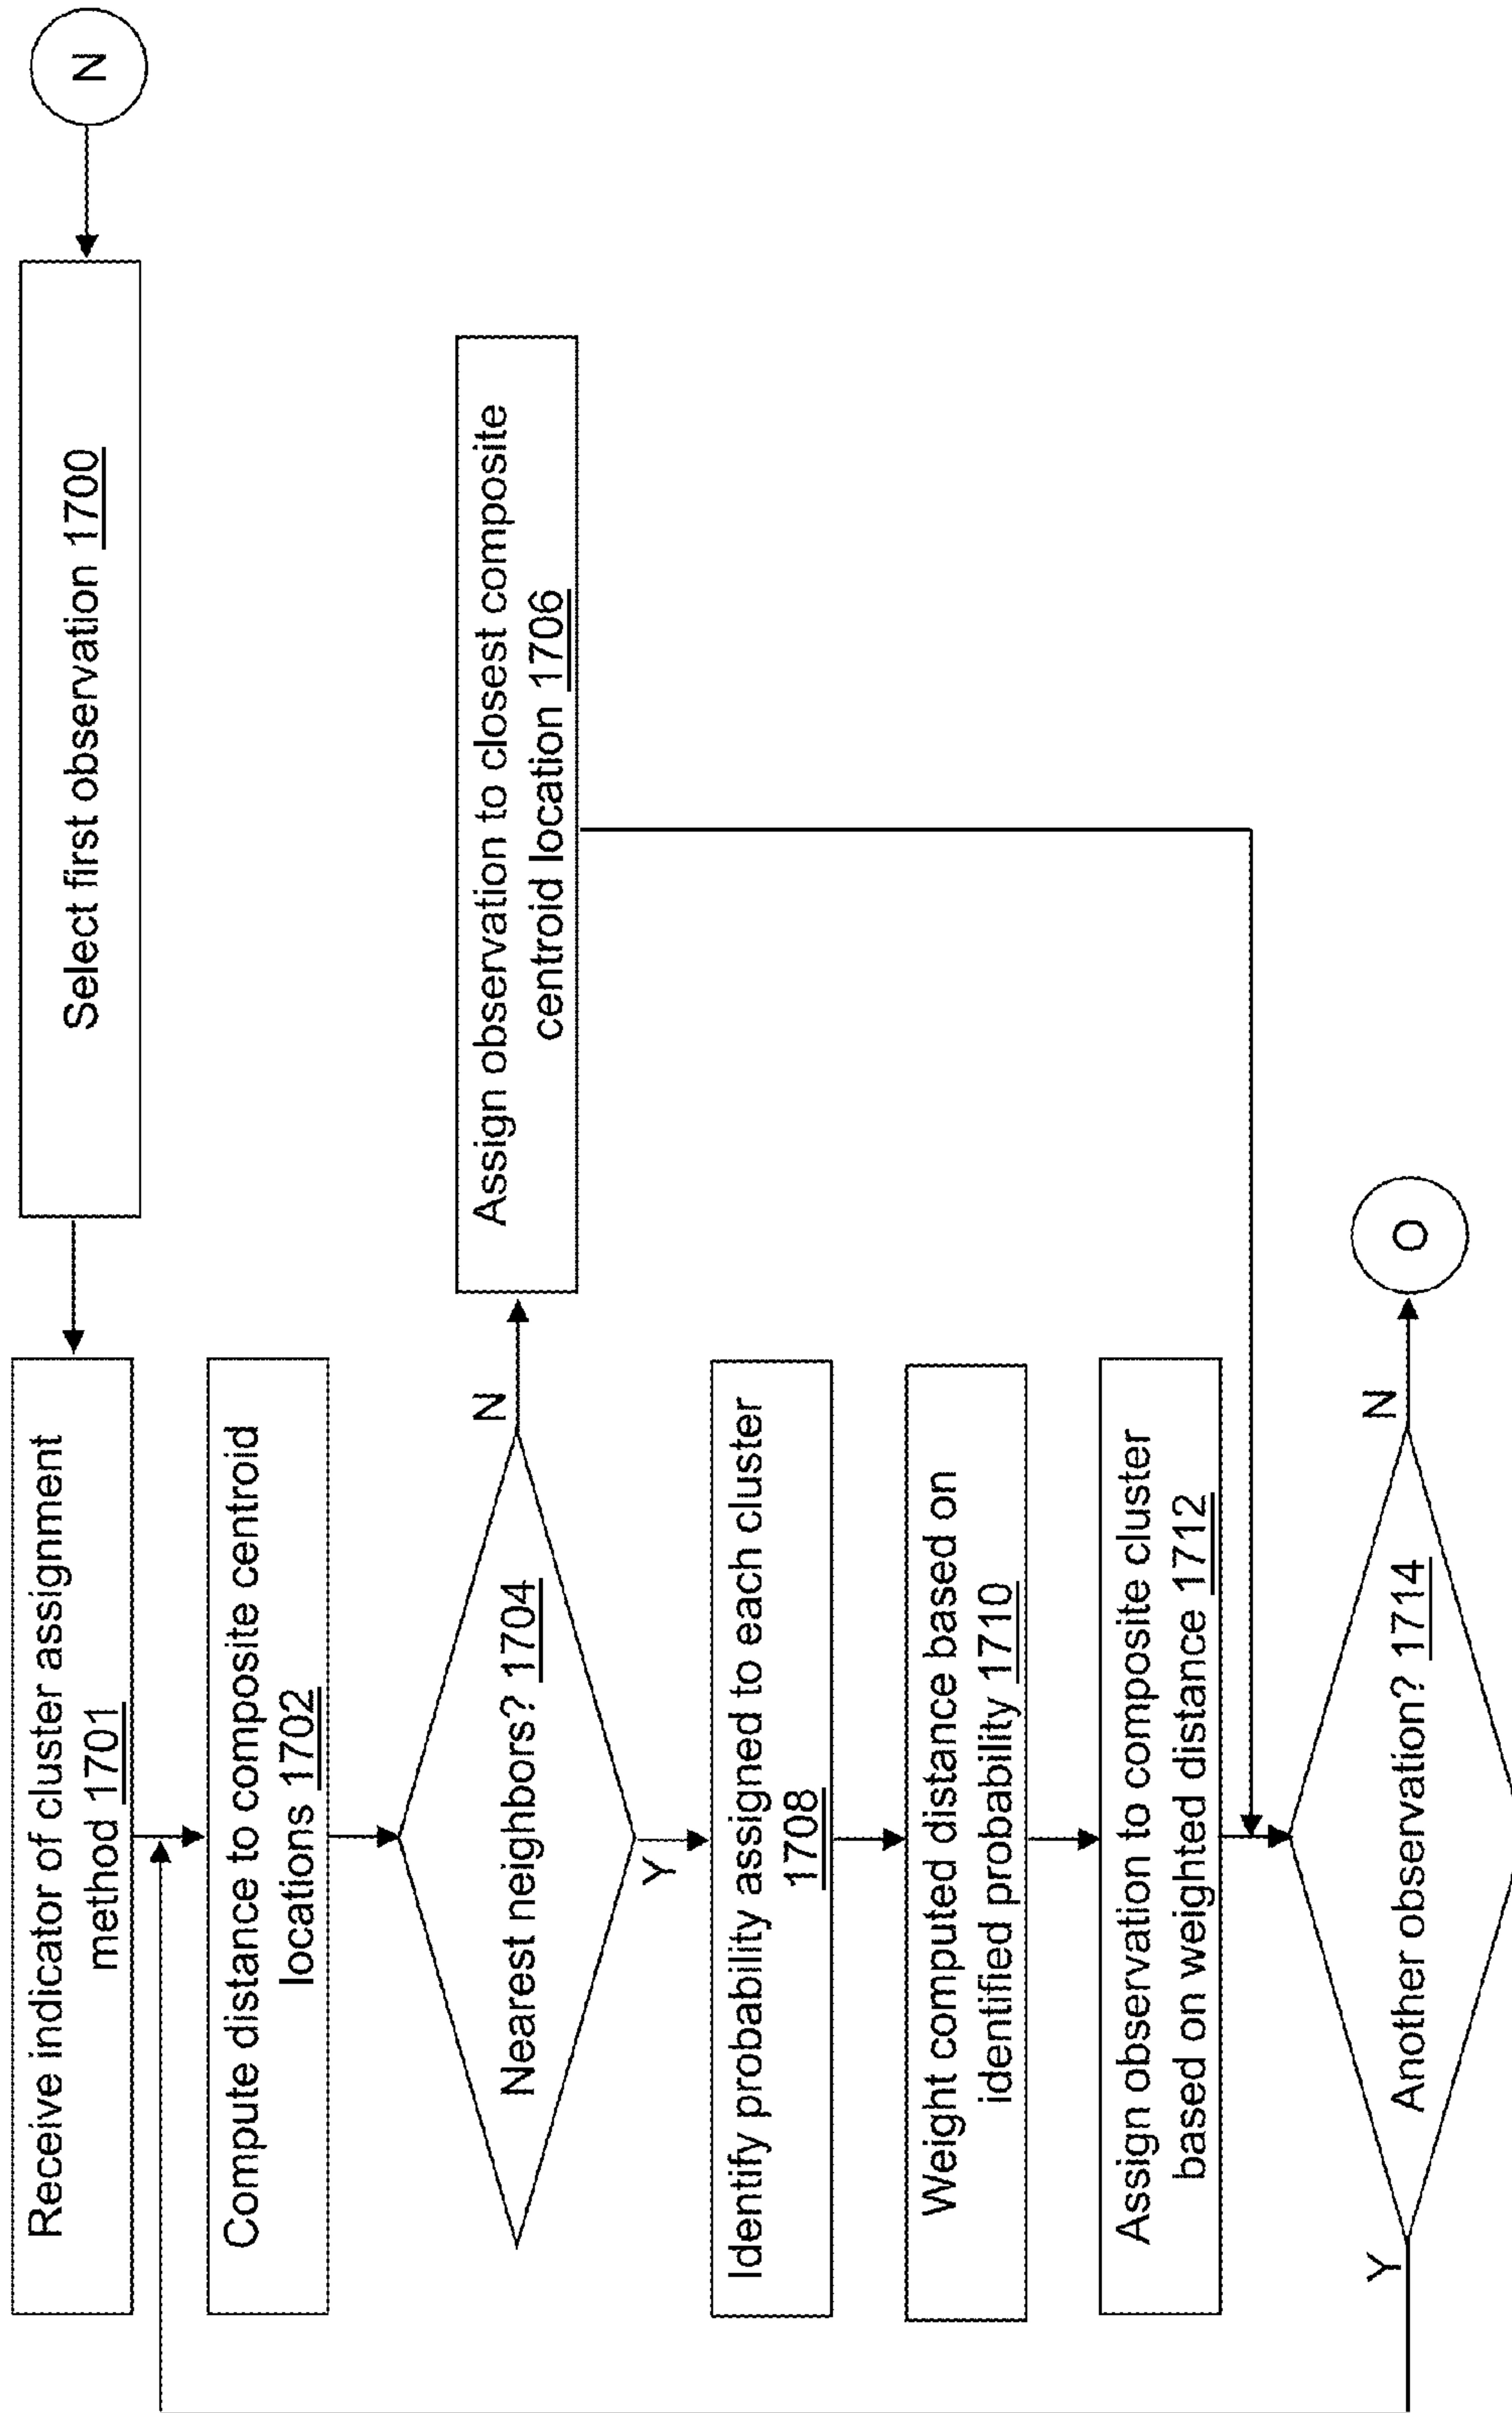 N
Select first observation 1700
Receive indicator of cluster assignment
method 1701
Compute distance to composite centroid
locations 1702
Nearest neighbors? 1704
N
Assign observation to closest composite
centroid location 1706
Y
Identify probability assigned to each cluster
1708
Weight computed distance based on
identified probability 1710
Assign observation to composite cluster
based on weighted distance 1712
Another observation? 1714
Y
N
O